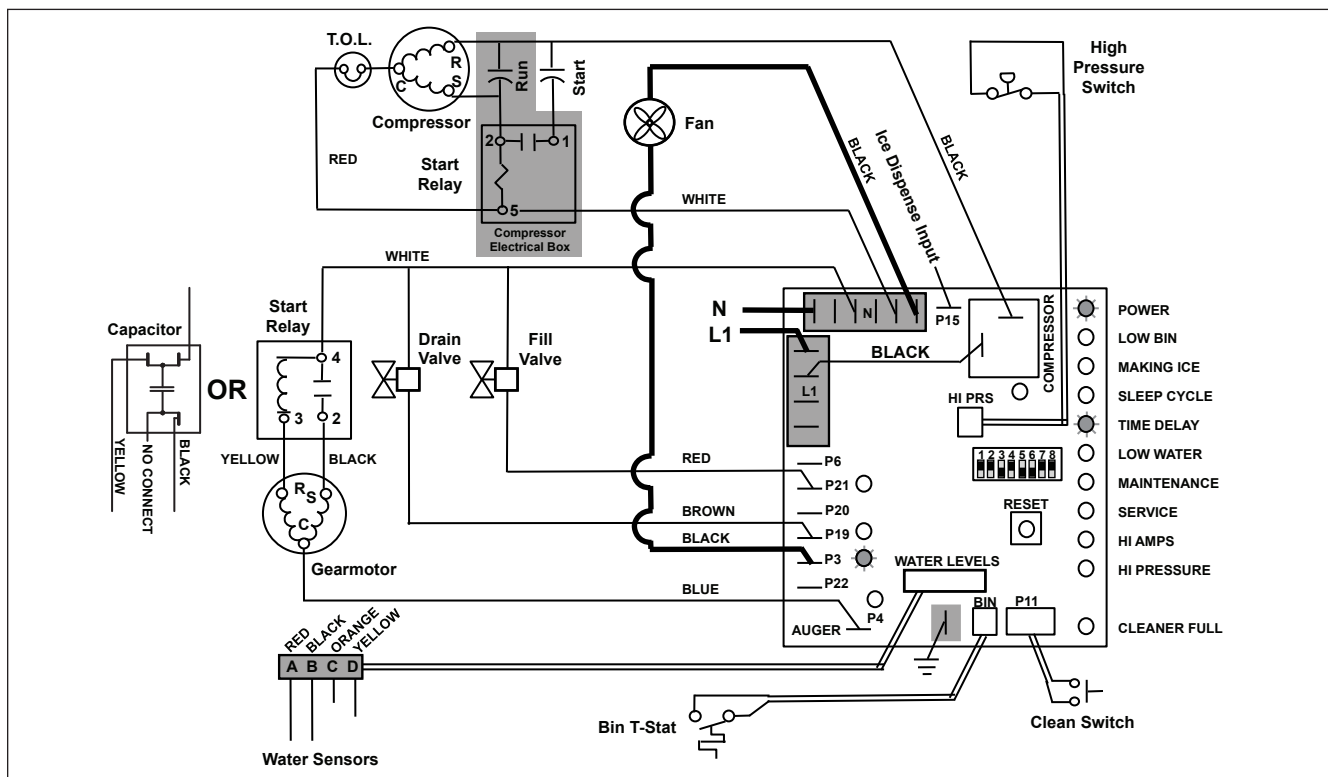 T.O.L.
R
S
C
Compressor
Run
Start
High
Pressure
Switch
Fan
RED
Start
Relay
2
1
5
Compressor
Electrical Box
WHITE
BLACK
Ice Dispense Input
BLACK
WHITE
Capacitor
OR
YELLOW
NO CONNECT
BLACK
Start
Relay
4
3
2
Drain
Valve
Fill
Valve
YELLOW
BLACK
R
S
C
Gearmotor
N
L1
N
P15
BLACK
L1
COMPRESSOR
HI PRS
1 2 3 4 5 6 7 8
RESET
RED
BROWN
BLACK
BLUE
P6
P21
P20
P19
P3
P22
P4
AUGER
WATER LEVELS
BIN
P11
POWER
LOW BIN
MAKING ICE
SLEEP CYCLE
TIME DELAY
LOW WATER
MAINTENANCE
SERVICE
HI AMPS
HI PRESSURE
CLEANER FULL
RED
BLACK
ORANGE
YELLOW
A B C D
Water Sensors
Bin T-Stat
Clean Switch